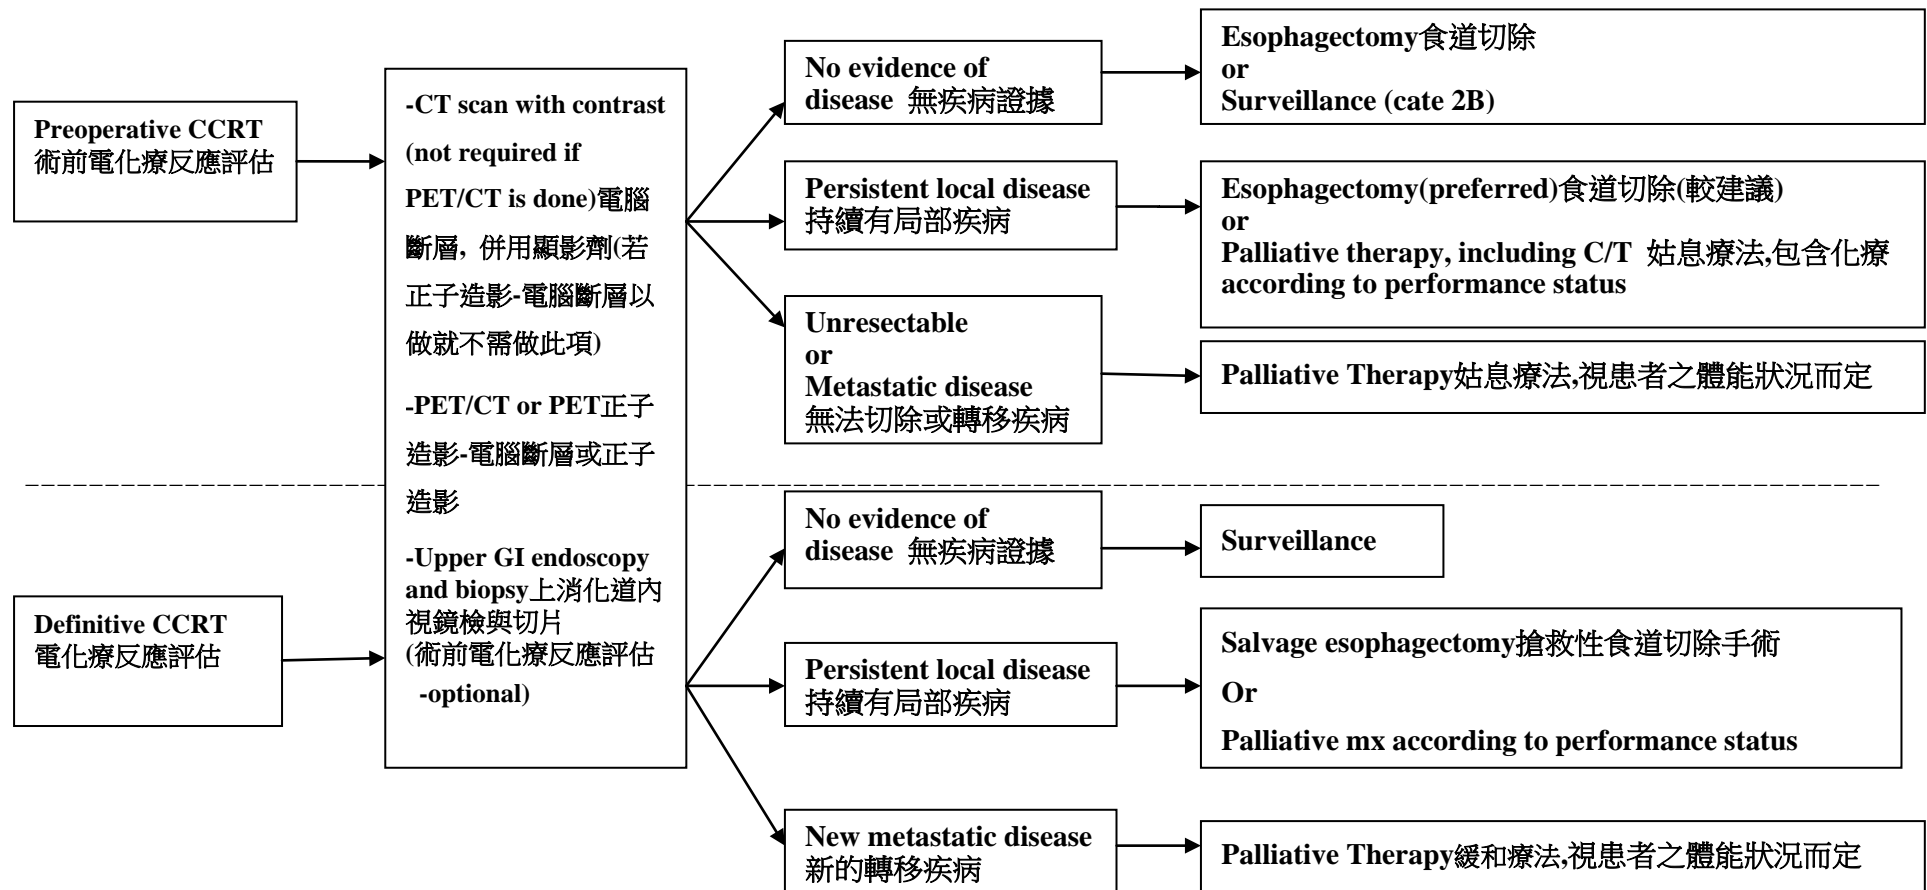 Preoperative CCRT
術前電化療反應評估
-CT scan with contrast
(not required if
PET/CT is done)電腦
斷層, 併用顯影劑(若
正子造影-電腦斷層以
做就不需做此項)
-PET/CT or PET正子
造影-電腦斷層或正子
造影
-Upper GI endoscopy
and biopsy上消化道內
視鏡檢與切片
(術前電化療反應評估
-optional)
No evidence of
disease 無疾病證據
Esophagectomy食道切除
or
Surveillance (cate 2B)
Persistent local disease
持續有局部疾病
Esophagectomy(preferred)食道切除(較建議)
or
Palliative therapy, including C/T 姑息療法,包含化療
according to performance status
Unresectable
or
Metastatic disease
無法切除或轉移疾病
Palliative Therapy姑息療法,視患者之體能狀況而定
Definitive CCRT
電化療反應評估
No evidence of
disease 無疾病證據
Surveillance
Persistent local disease
持續有局部疾病
Salvage esophagectomy搶救性食道切除手術
Or
Palliative mx according to performance status
New metastatic disease
新的轉移疾病
Palliative Therapy緩和療法,視患者之體能狀況而定